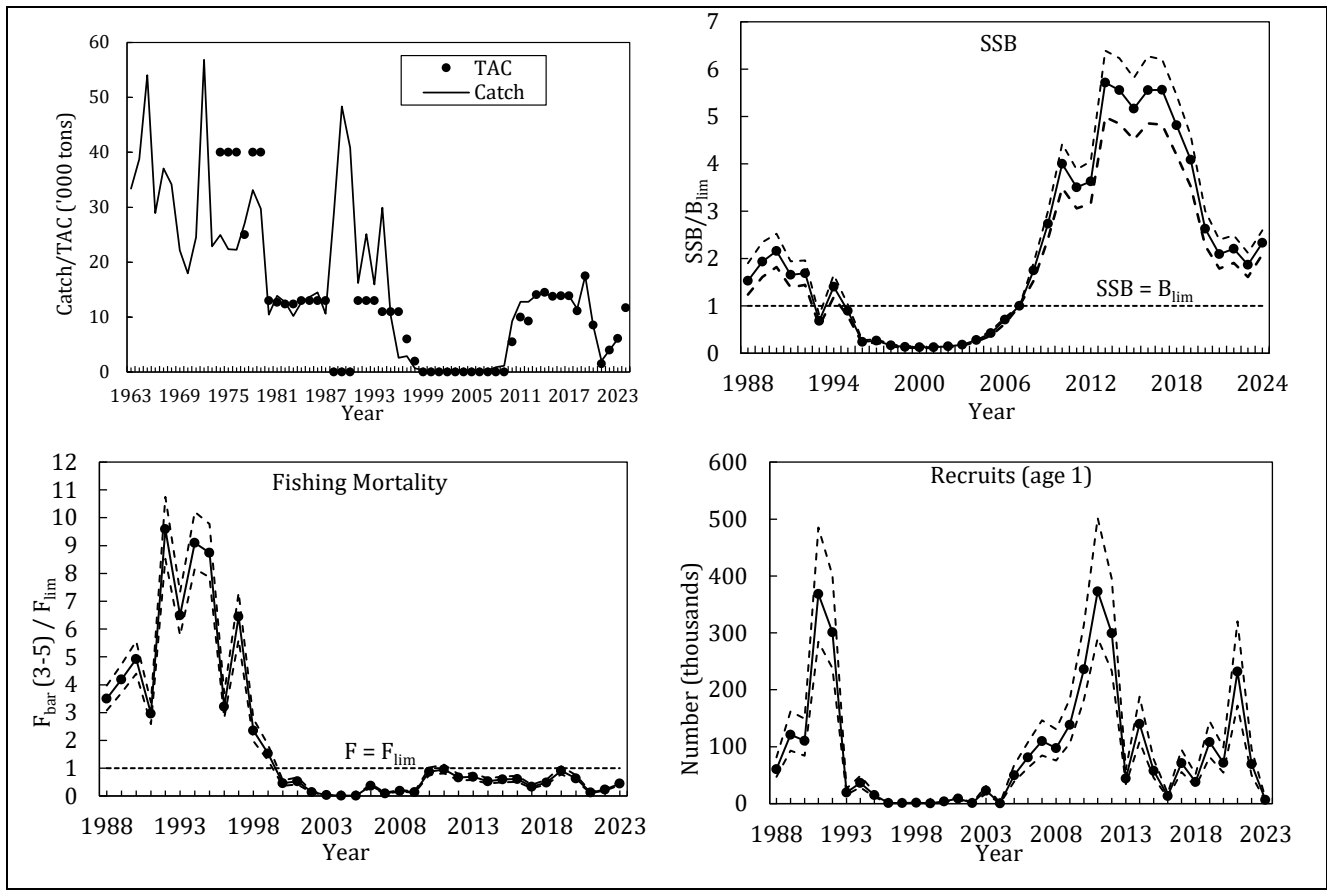 60
50
40
30
20
10
0
Catch/TAC ('000 tons)
TAC
Catch
1963 1969 1975 1981 1987 1993 1999 2005 2011 2017 2023
Year
7
6
5
4
3
2
1
0
SSB/Blim
SSB
SSB = Blim
1988 1994 2000 2006 2012 2018 2024
Year
12
11
10
9
8
7
6
5
4
3
2
1
0
Fbar (3-5) / Flim
Fishing Mortality
F = Flim
1988 1993 1998 2003 2008 2013 2018 2023
Year
600
500
400
300
200
100
0
Number (thousands)
Recruits (age 1)
1988 1993 1998 2003 2008 2013 2018 2023
Year